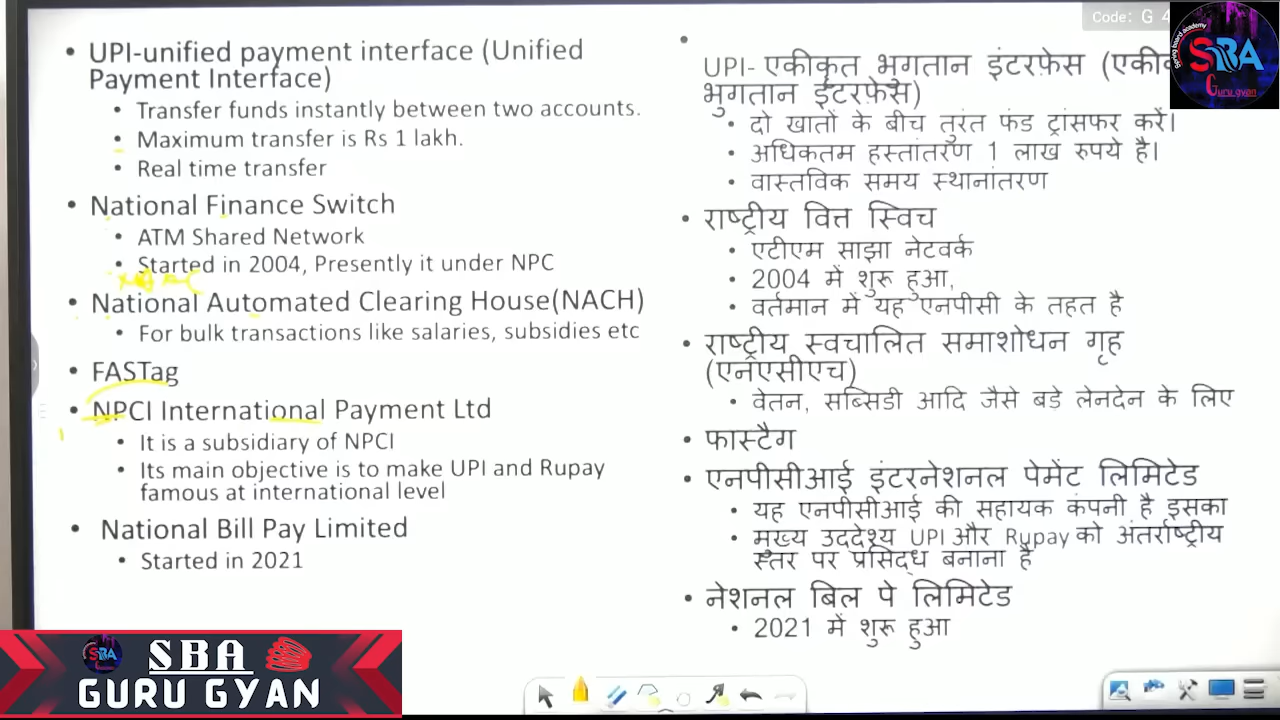 Code: G 4
SBA
Guru gyan
UPI-unified payment interface (Unified
Payment Interface)
Transfer funds instantly between two accounts.
Maximum transfer is Rs 1 lakh.
Real time transfer
National Finance Switch
ATM Shared Network
Started in 2004, Presently it under NPC
National Automated Clearing House(NACH)
For bulk transactions like salaries, subsidies etc
FASTag
NPCI International Payment Ltd
It is a subsidiary of NPCI
Its main objective is to make UPI and Rupay
famous at international level
National Bill Pay Limited
Started in 2021
UPI- एकीकृत भुगतान इंटरफ़ेस
भुगतान इंटरफ़ेस)
दो खातों के बीच तुरंत फंड ट्रांसफर करें।
अधिकतम हस्तांतरण 1 लाख रुपये है।
वास्तविक समय स्थानांतरण
राष्ट्रीय वित्त स्विच
एटीएम साझा नेटवर्क
2004 में शुरू हुआ,
वर्तमान में यह एनपीसी के तहत है
राष्ट्रीय स्वचालित समाशोधन गृह
(एनएसीएच)
वेतन, सब्सिडी आदि जैसे बड़े लेनदेन के लिए
फास्टैग
एनपीसीआई इंटरनेशनल पेमेंट लिमिटेड
यह एनपीसीआई की सहायक कंपनी है इसका
मुख्य उद्देश्य UPI और Rupay को अंतर्राष्ट्रीय
स्तर पर प्रसिद्ध बनाना है
नेशनल बिल पे लिमिटेड
2021 में शुरू हुआ
SBA
SBA
GURU GYAN